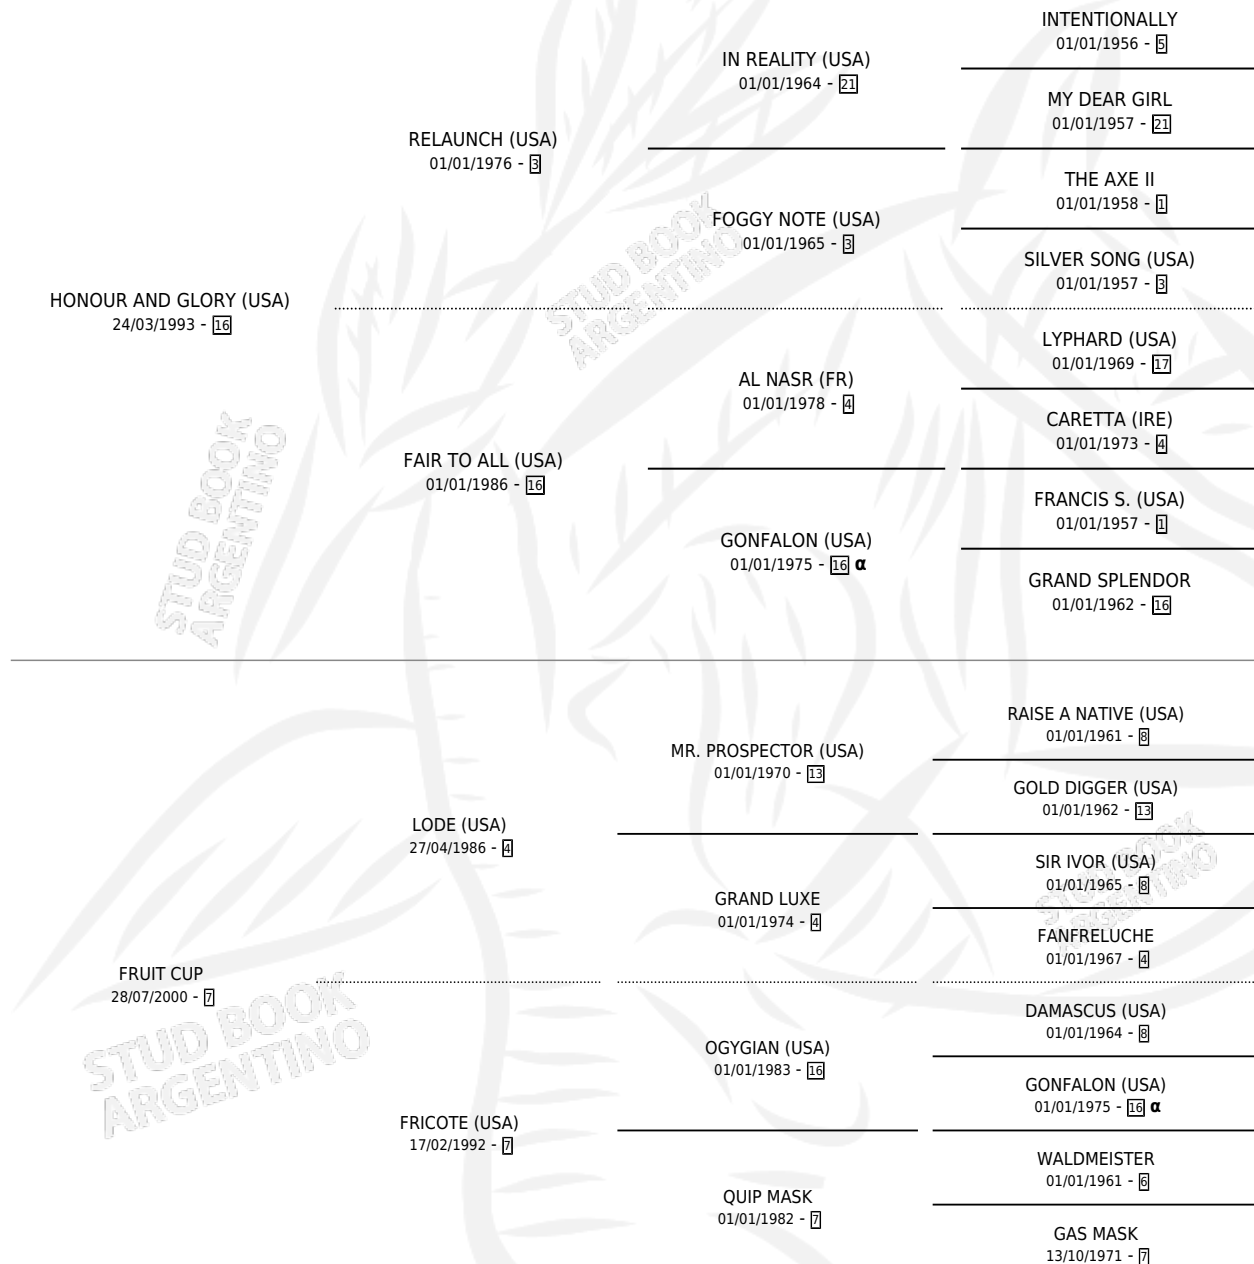 INTENTIONALLY
01/01/1956 - 5
IN REALITY (USA)
01/01/1964 - 21
MY DEAR GIRL
01/01/1957 - 21
RELAUNCH (USA)
01/01/1976 - 3
THE AXE II
01/01/1958 - 1
FOGGY NOTE (USA)
01/01/1965 - 3
SILVER SONG (USA)
01/01/1957 - 3
HONOUR AND GLORY (USA)
24/03/1993 - 16
LYPHARD (USA)
01/01/1969 - 17
AL NASR (FR)
01/01/1978 - 4
CARETTA (IRE)
01/01/1973 - 4
FAIR TO ALL (USA)
01/01/1986 - 16
FRANCIS S. (USA)
01/01/1957 - 1
GONFALON (USA)
01/01/1975 - 16 α
GRAND SPLENDOR
01/01/1962 - 16
RAISE A NATIVE (USA)
01/01/1961 - 8
MR. PROSPECTOR (USA)
01/01/1970 - 13
GOLD DIGGER (USA)
01/01/1962 - 13
LODE (USA)
27/04/1986 - 4
SIR IVOR (USA)
01/01/1965 - 8
GRAND LUXE
01/01/1974 - 4
FANFRELUCHE
01/01/1967 - 4
FRUIT CUP
28/07/2000 - 7
DAMASCUS (USA)
01/01/1964 - 8
OGYGIAN (USA)
01/01/1983 - 16
GONFALON (USA)
01/01/1975 - 16 α
FRICOTE (USA)
17/02/1992 - 7
WALDMEISTER
01/01/1961 - 6
QUIP MASK
01/01/1982 - 7
GAS MASK
13/10/1971 - 7
STUD BOOK
ARGENTINO
STUD BOOK
ARGENTINO
STUD BOOK
ARGENTINO
STUD BOOK
ARGENTINO